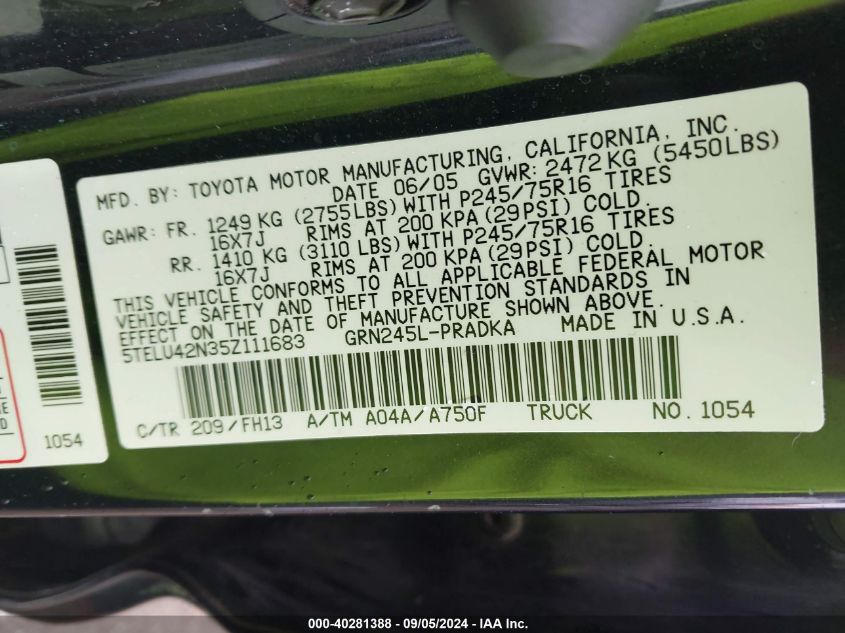 MFD. BY: TOYOTA MOTOR MANUFACTURING, CALIFORNIA, INC.
DATE 06/05 GVWR: 2472 KG (5450LBS)
GAWR: FR. 1249 KG (2755LBS) WITH P245/75R16 TIRES
16X7J RIMS AT 200 KPA (29PSI) COLD.
RR. 1410 KG (3110 LBS) WITH P245/75R16 TIRES
16X7J RIMS AT 200 KPA (29PSI) COLD.
THIS VEHICLE CONFORMS TO ALL APPLICABLE FEDERAL MOTOR
VEHICLE SAFETY AND THEFT PREVENTION STANDARDS IN
EFFECT ON THE DATE OF MANUFACTURE SHOWN ABOVE.
5TELU42N35Z111683 GRN245L-PRADKA MADE IN U.S.A.
C/TR 209/FH13 A/TM A04A/A750F TRUCK NO. 1054
1054
000-40281388 - 09/05/2024 - IAA Inc.